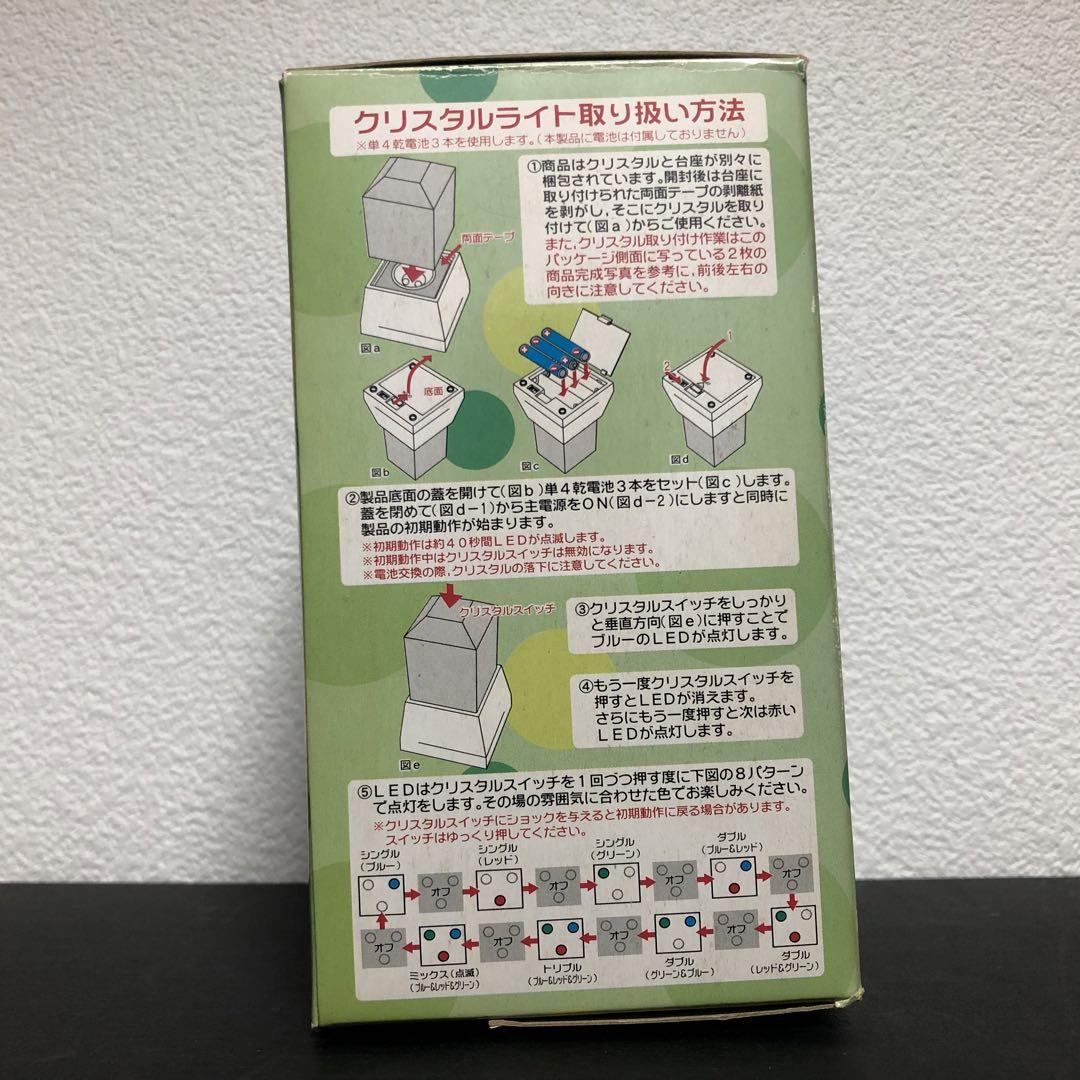 クリスタルライト取り扱い方法
※単4乾電池3本を使用します。(本製品に電池は付属しておりません)
①商品はクリスタルと台座が別々に
梱包されています。開封後は台座に
取り付けられた両面テープの剥離紙
を剥がし、そこにクリスタルを取り
付けて(図a)からご使用ください。
また、クリスタル取り付け作業はこの
パッケージ側面に写っている2枚の
商品完成写真を参考に、前後左右の
向きに注意してください。
両面テープ
図a
底面
1
2
図b
図c
図d
②製品底面の蓋を開けて(図b)単4乾電池3本をセット(図c)します。
蓋を閉めて(図d-1)から主電源をON(図d-2)にしますと同時に
製品の初期動作が始まります。
※初期動作は約40秒間LEDが点滅します。
※初期動作中はクリスタルスイッチは無効になります。
※電池交換の際、クリスタルの落下に注意してください。
クリスタルスイッチ
③クリスタルスイッチをしっかり
と垂直方向(図e)に押すことで
ブルーのLEDが点灯します。
④もう一度クリスタルスイッチを
押すとLEDが消えます。
さらにもう一度押すと次は赤い
LEDが点灯します。
図e
⑤LEDはクリスタルスイッチを1回づつ押す度に下図の8パターン
で点灯をします。その場の雰囲気に合わせた色でお楽しみください。
※クリスタルスイッチにショックを与えると初期動作に戻る場合があります。
スイッチはゆっくり押してください。
シングル
(ブルー)
シングル
(レッド)
シングル
(グリーン)
ダブル
(ブルー&レッド)
オフ
オフ
オフ
オフ
オフ
オフ
オフ
オフ
ミックス(点滅)
(ブルー&レッド&グリーン)
トリプル
(ブルー&レッド&グリーン)
ダブル
(グリーン&ブルー)
ダブル
(レッド&グリーン)